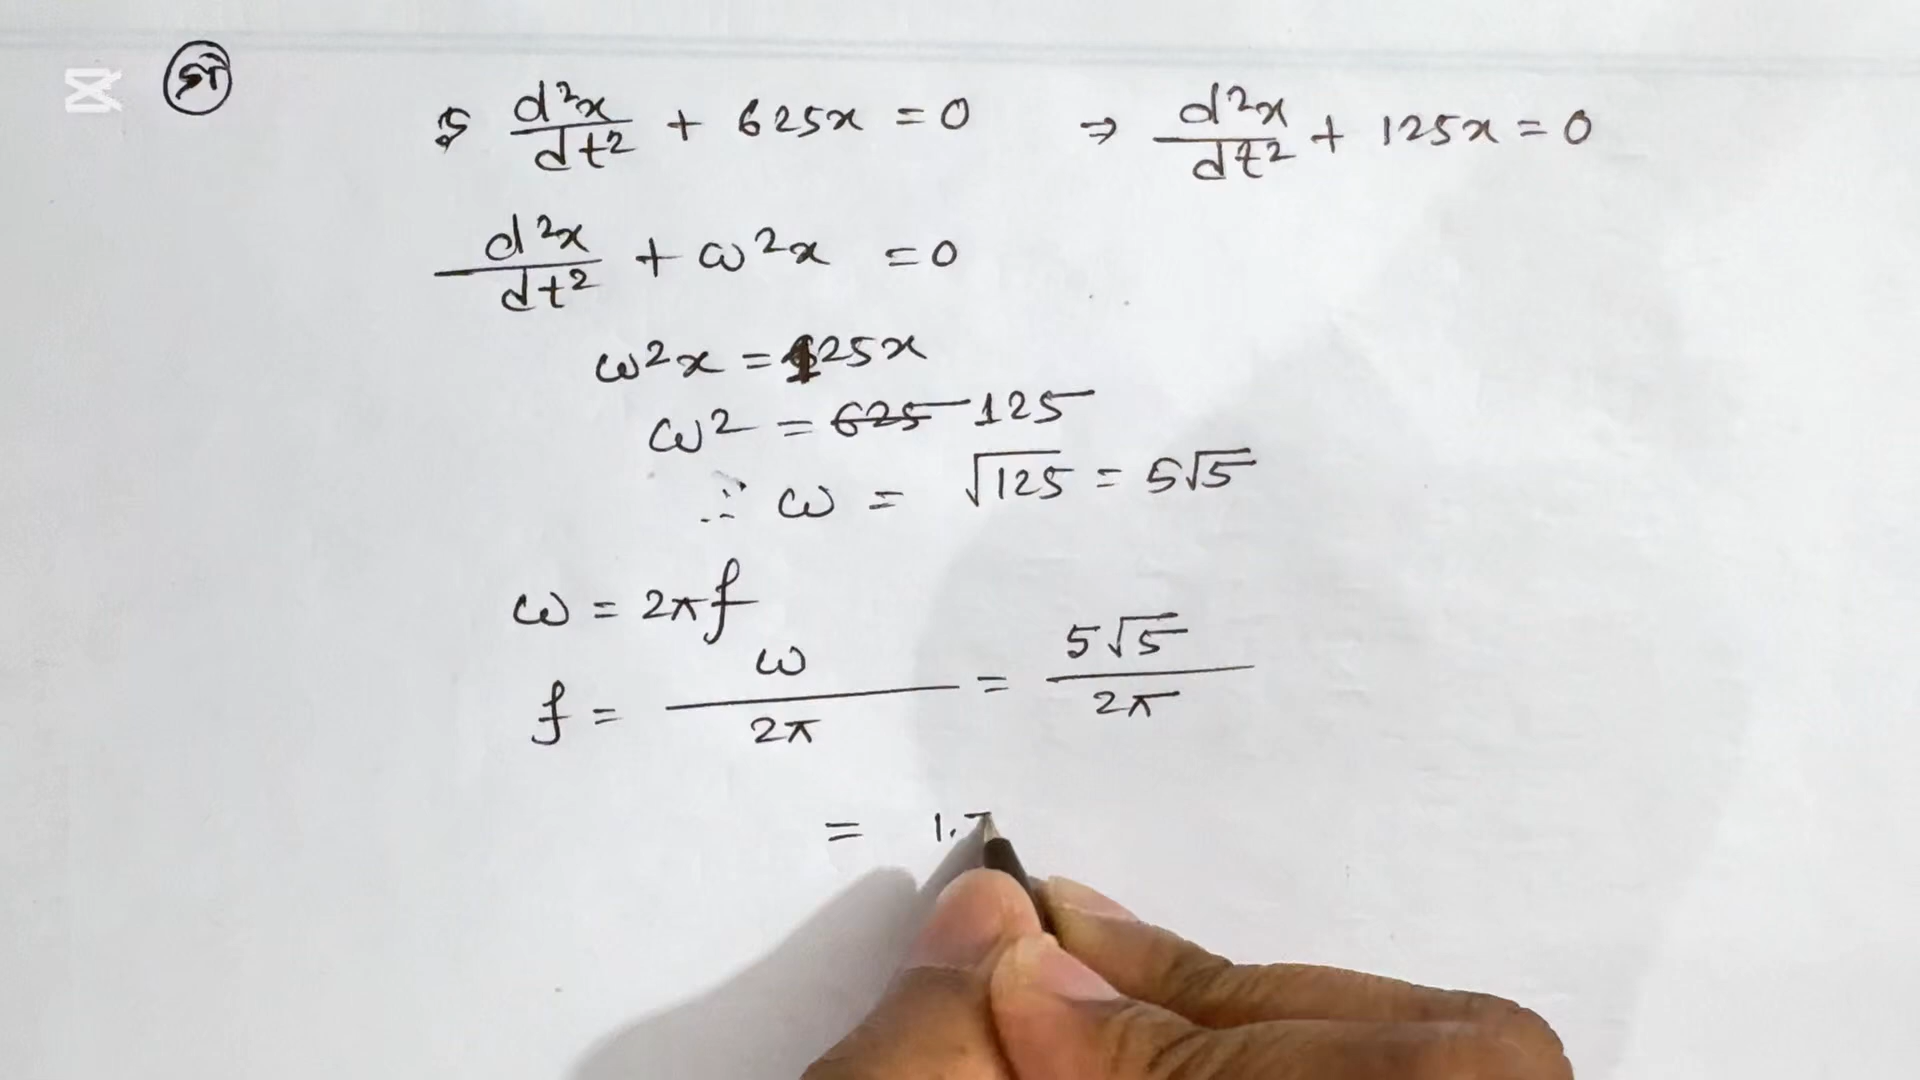 5 d²x/dt² + 625x = 0 ⇒ d²x/dt² + 125x = 0
d²x/dt² + ω²x = 0
ω²x = 125x
ω² = 625 125
∴ ω = √125 = 5√5
ω = 2πf
f = ω/2π = 5√5/2π
= 1.7